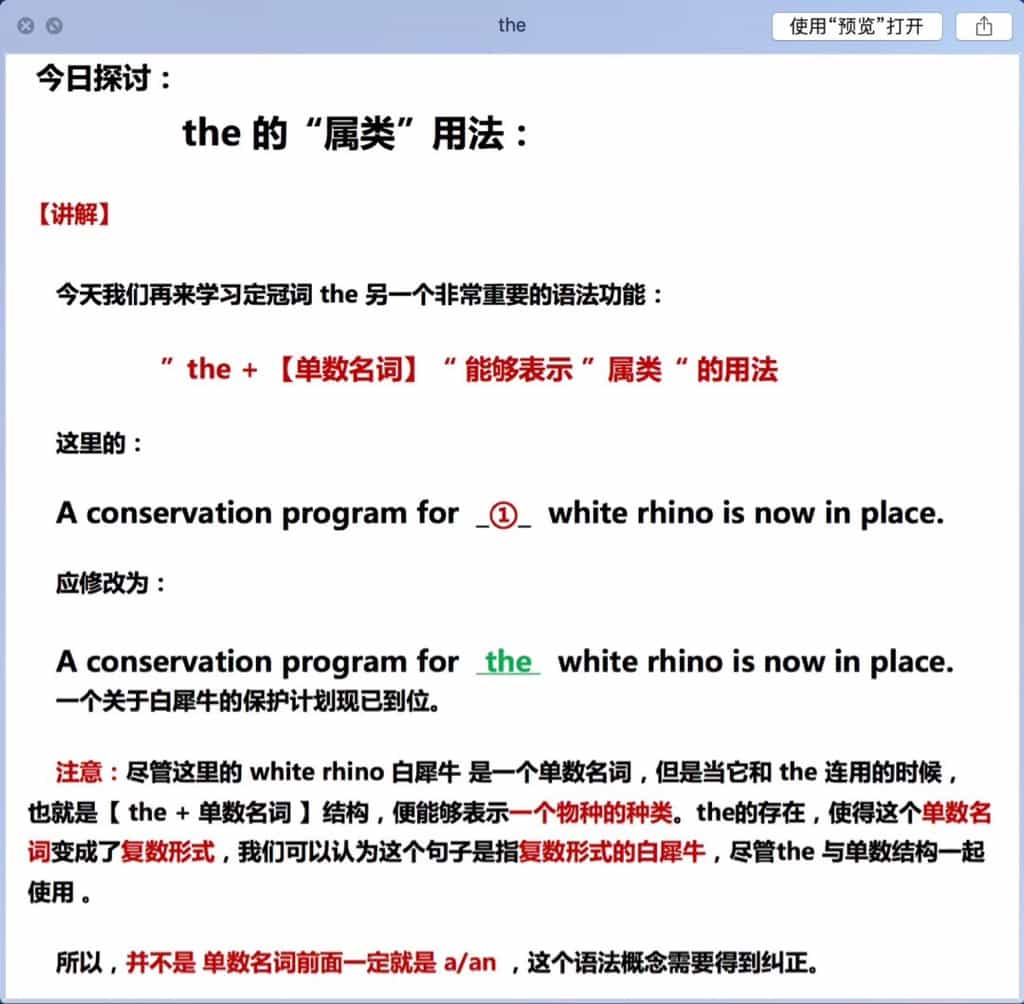 the
使用“预览”打开
今日探讨：
the 的“属类”用法：
【讲解】
今天我们再来学习定冠词 the 另一个非常重要的语法功能：
” the + 【单数名词】 “ 能够表示 ” 属类 “ 的用法
这里的：
A conservation program for _①_ white rhino is now in place.
应修改为：
A conservation program for _the_ white rhino is now in place.
一个关于白犀牛的保护计划现已到位。
注意：尽管这里的 white rhino 白犀牛 是一个单数名词，但是当它和 the 连用的时候，
也就是【 the + 单数名词 】结构，便能够表示一个物种的种类。the的存在，使得这个单数名
词变成了复数形式，我们可以认为这个句子是指复数形式的白犀牛，尽管the 与单数结构一起
使用 。
所以，并不是 单数名词前面一定就是 a/an ，这个语法概念需要得到纠正。